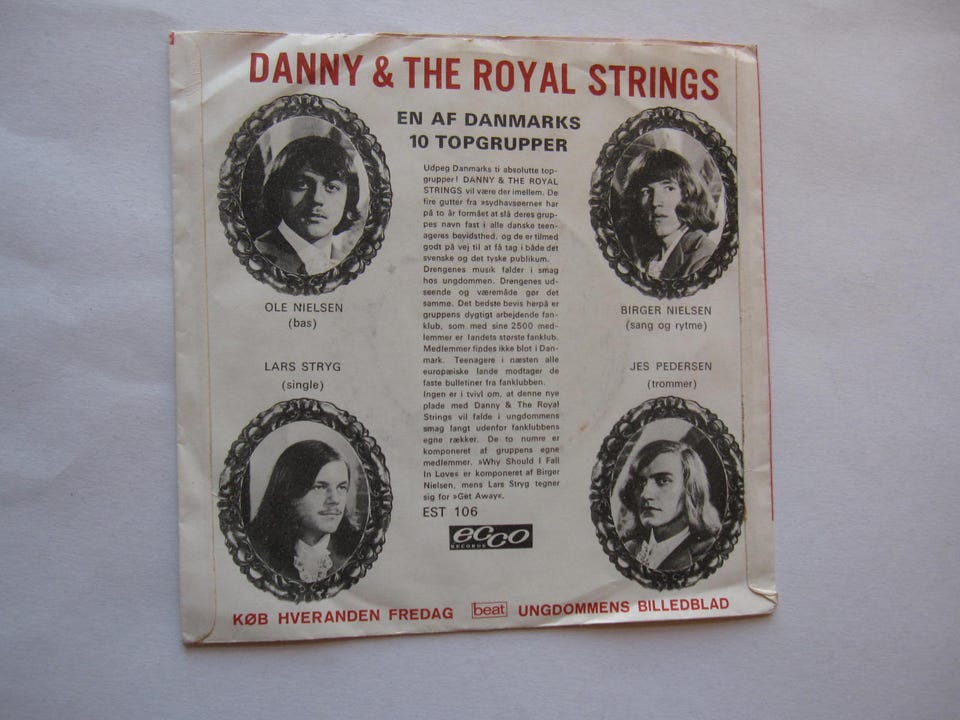 DANNY & THE ROYAL STRINGS
EN AF DANMARKS
10 TOPGRUPPER
Udpeg Danmarks ti absolutte top-
grupper! DANNY & THE ROYAL
STRINGS vil være der imellem. De
fire gutter fra »sydhavsøerne« har
på to år formået at slå deres grup-
pes navn fast i alle danske teen-
ageres bevidsthed, og de er tilmed
godt på vej til at få tag i både det
svenske og det tyske publikum.
Drengenes musik falder i smag
hos ungdommen. Drengenes ud-
seende og væremåde gør det
samme. Det bedste bevis herpå er
gruppens dygtigt arbejdende fan-
klub, som med sine 2500 med-
lemmer er landets største fanklub.
Medlemmer findes ikke blot i Dan-
mark. Teenagere i næsten alle
europæiske lande modtager de
faste bulletiner fra fanklubben.
Ingen er i tvivl om, at denne nye
plade med Danny & The Royal
Strings vil falde i ungdommens
smag langt udenfor fanklubbens
egne rækker. De to numre er
komponeret af gruppens egne
medlemmer. »Why Should I Fall
In Love« er komponeret af Birger
Nielsen, mens Lars Stryg tegner
sig for »Get Away«.
EST 106
ecco
RECORDS
OLE NIELSEN
(bas)
BIRGER NIELSEN
(sang og rytme)
LARS STRYG
(single)
JES PEDERSEN
(trommer)
KØB HVERANDEN FREDAG beat UNGDOMMENS BILLEDBLAD